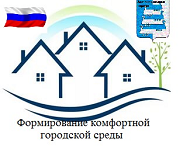 Формирование комфортной
городской среды